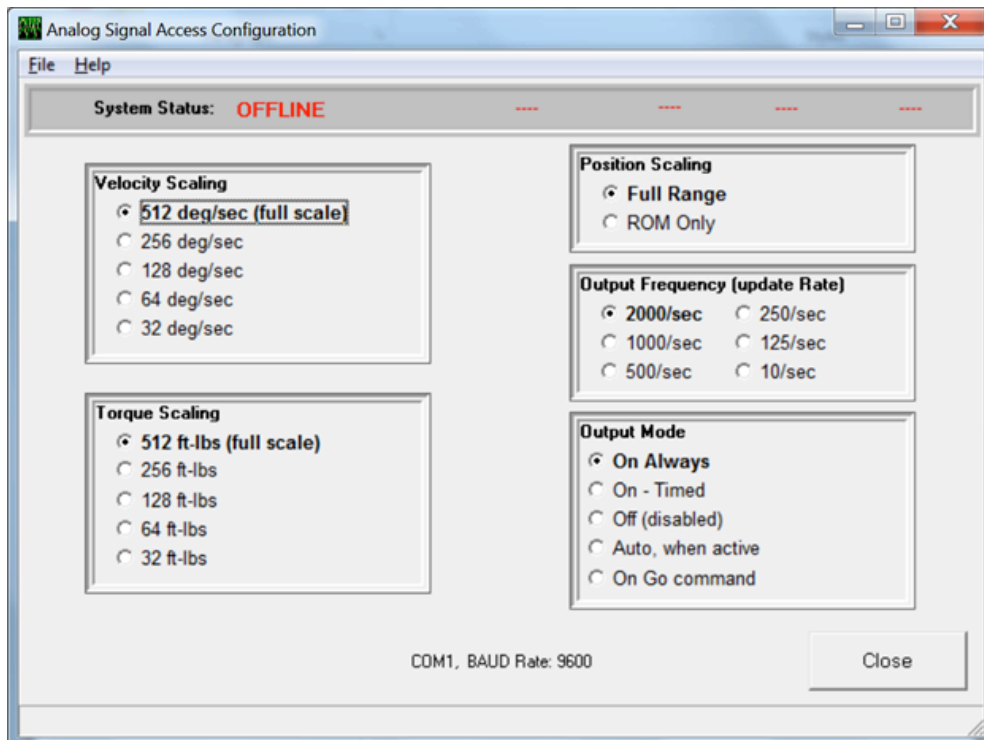 Analog Signal Access Configuration
File Help
System Status: OFFLINE ---- ---- ---- ----
Velocity Scaling
512 deg/sec (full scale)
256 deg/sec
128 deg/sec
64 deg/sec
32 deg/sec
Torque Scaling
512 ft-lbs (full scale)
256 ft-lbs
128 ft-lbs
64 ft-lbs
32 ft-lbs
Position Scaling
Full Range
ROM Only
Output Frequency (update Rate)
2000/sec 250/sec
1000/sec 125/sec
500/sec 10/sec
Output Mode
On Always
On - Timed
Off (disabled)
Auto, when active
On Go command
COM1, BAUD Rate: 9600
Close